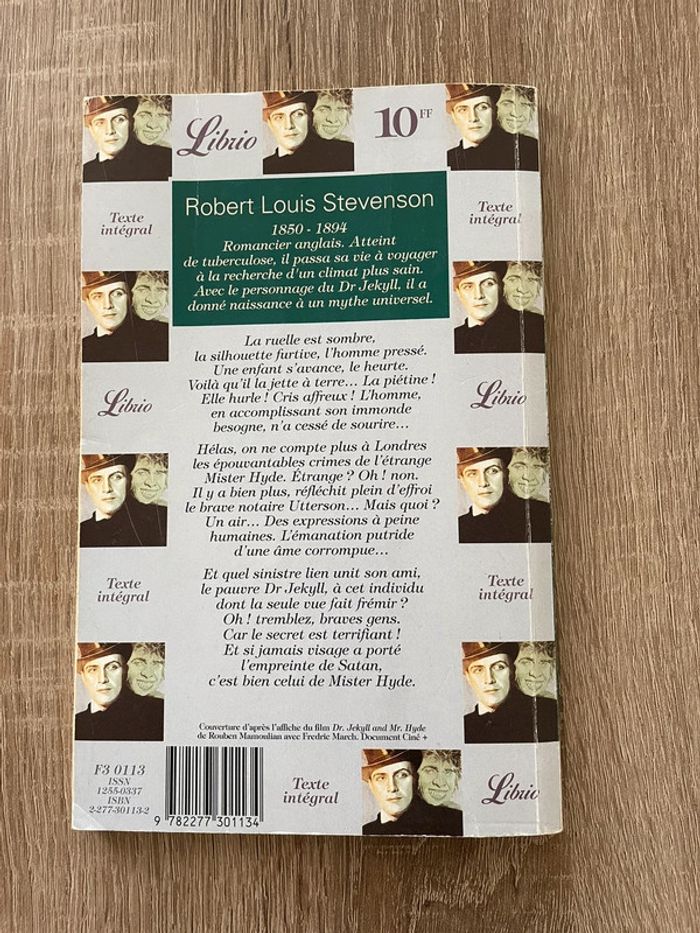 Librio
10FF
Texte
intégral
Robert Louis Stevenson
1850 - 1894
Romancier anglais. Atteint
de tuberculose, il passa sa vie à voyager
à la recherche d'un climat plus sain.
Avec le personnage du Dr Jekyll, il a
donné naissance à un mythe universel.
Texte
intégral
La ruelle est sombre,
la silhouette furtive, l'homme pressé.
Une enfant s'avance, le heurte.
Voilà qu'il la jette à terre... La piétine !
Elle hurle ! Cris affreux ! L'homme,
en accomplissant son immonde
besogne, n'a cessé de sourire...
Librio
Librio
Hélas, on ne compte plus à Londres
les épouvantables crimes de l'étrange
Mister Hyde. Étrange ? Oh ! non.
Il y a bien plus, réfléchit plein d'effroi
le brave notaire Utterson... Mais quoi ?
Un air... Des expressions à peine
humaines. L'émanation putride
d'une âme corrompue...
Texte
intégral
Et quel sinistre lien unit son ami,
le pauvre Dr Jekyll, à cet individu
dont la seule vue fait frémir ?
Oh ! tremblez, braves gens.
Car le secret est terrifiant !
Et si jamais visage a porté
l'empreinte de Satan,
c'est bien celui de Mister Hyde.
Texte
intégral
Couverture d'après l'affiche du film Dr. Jekyll and Mr. Hyde
de Rouben Mamoulian avec Fredric March. Document Ciné +
F3 0113
ISSN
1255-0337
ISBN
2-277-30113-2
9 782277 301134
Texte
intégral
Librio